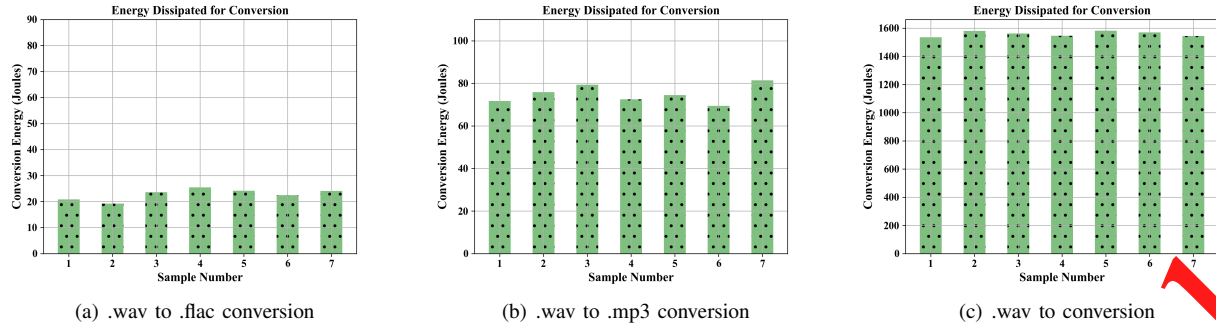 Energy Dissipated for Conversion
Conversion Energy (Joules)
90
80
70
60
50
40
30
20
10
0
1 2 3 4 5 6 7
Sample Number
(a) .wav to .flac conversion
Energy Dissipated for Conversion
Conversion Energy (Joules)
100
80
60
40
20
0
1 2 3 4 5 6 7
Sample Number
(b) .wav to .mp3 conversion
Energy Dissipated for Conversion
Conversion Energy (Joules)
1600
1400
1200
1000
800
600
400
200
0
1 2 3 4 5 6 7
Sample Number
(c) .wav to conversion